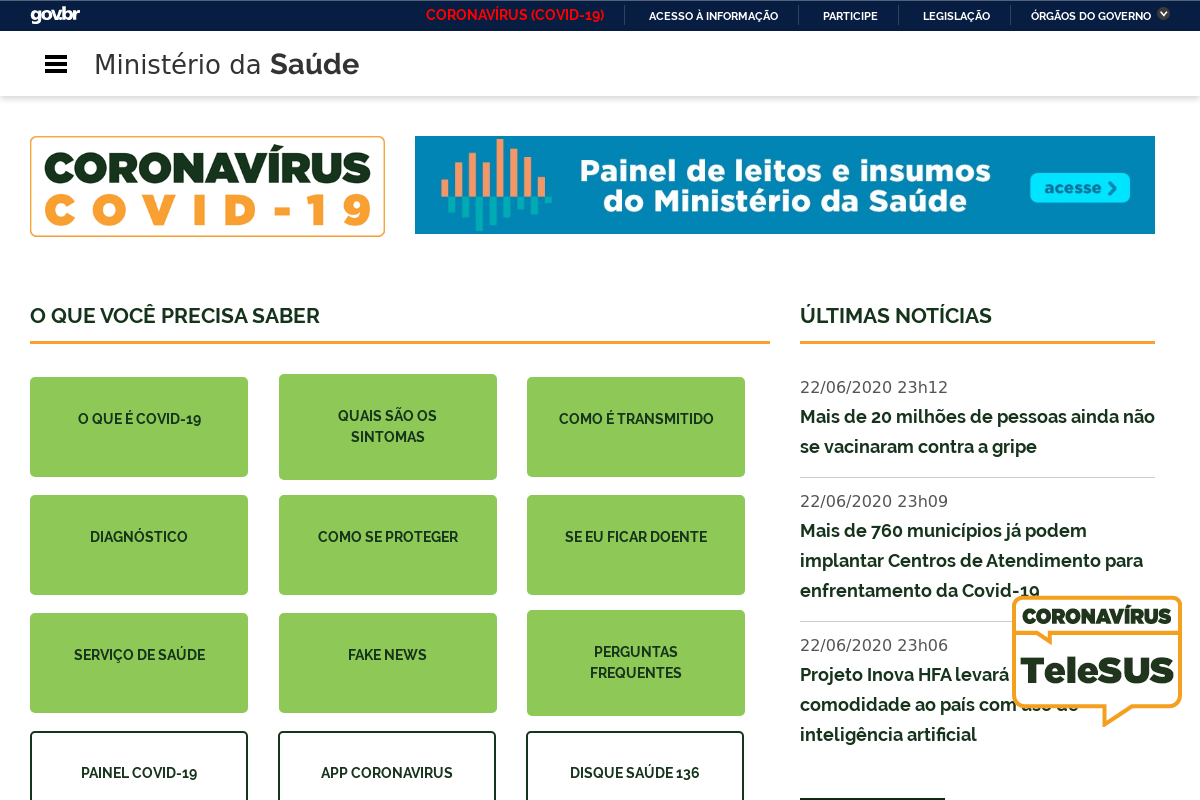 gov.br
CORONAVÍRUS (COVID-19)
ACESSO À INFORMAÇÃO
PARTICIPE
LEGISLAÇÃO
ÓRGÃOS DO GOVERNO
Ministério da Saúde
CORONAVÍRUS
COVID-19
Painel de leitos e insumos
do Ministério da Saúde
acesse
O QUE VOCÊ PRECISA SABER
O QUE É COVID-19
QUAIS SÃO OS
SINTOMAS
COMO É TRANSMITIDO
DIAGNÓSTICO
COMO SE PROTEGER
SE EU FICAR DOENTE
SERVIÇO DE SAÚDE
FAKE NEWS
PERGUNTAS
FREQUENTES
PAINEL COVID-19
APP CORONAVIRUS
DISQUE SAÚDE 136
ÚLTIMAS NOTÍCIAS
22/06/2020 23h12
Mais de 20 milhões de pessoas ainda não
se vacinaram contra a gripe
22/06/2020 23h09
Mais de 760 municípios já podem
implantar Centros de Atendimento para
enfrentamento da Covid-19
22/06/2020 23h06
Projeto Inova HFA levará
comodidade ao país com uso de
inteligência artificial
CORONAVÍRUS
TeleSUS